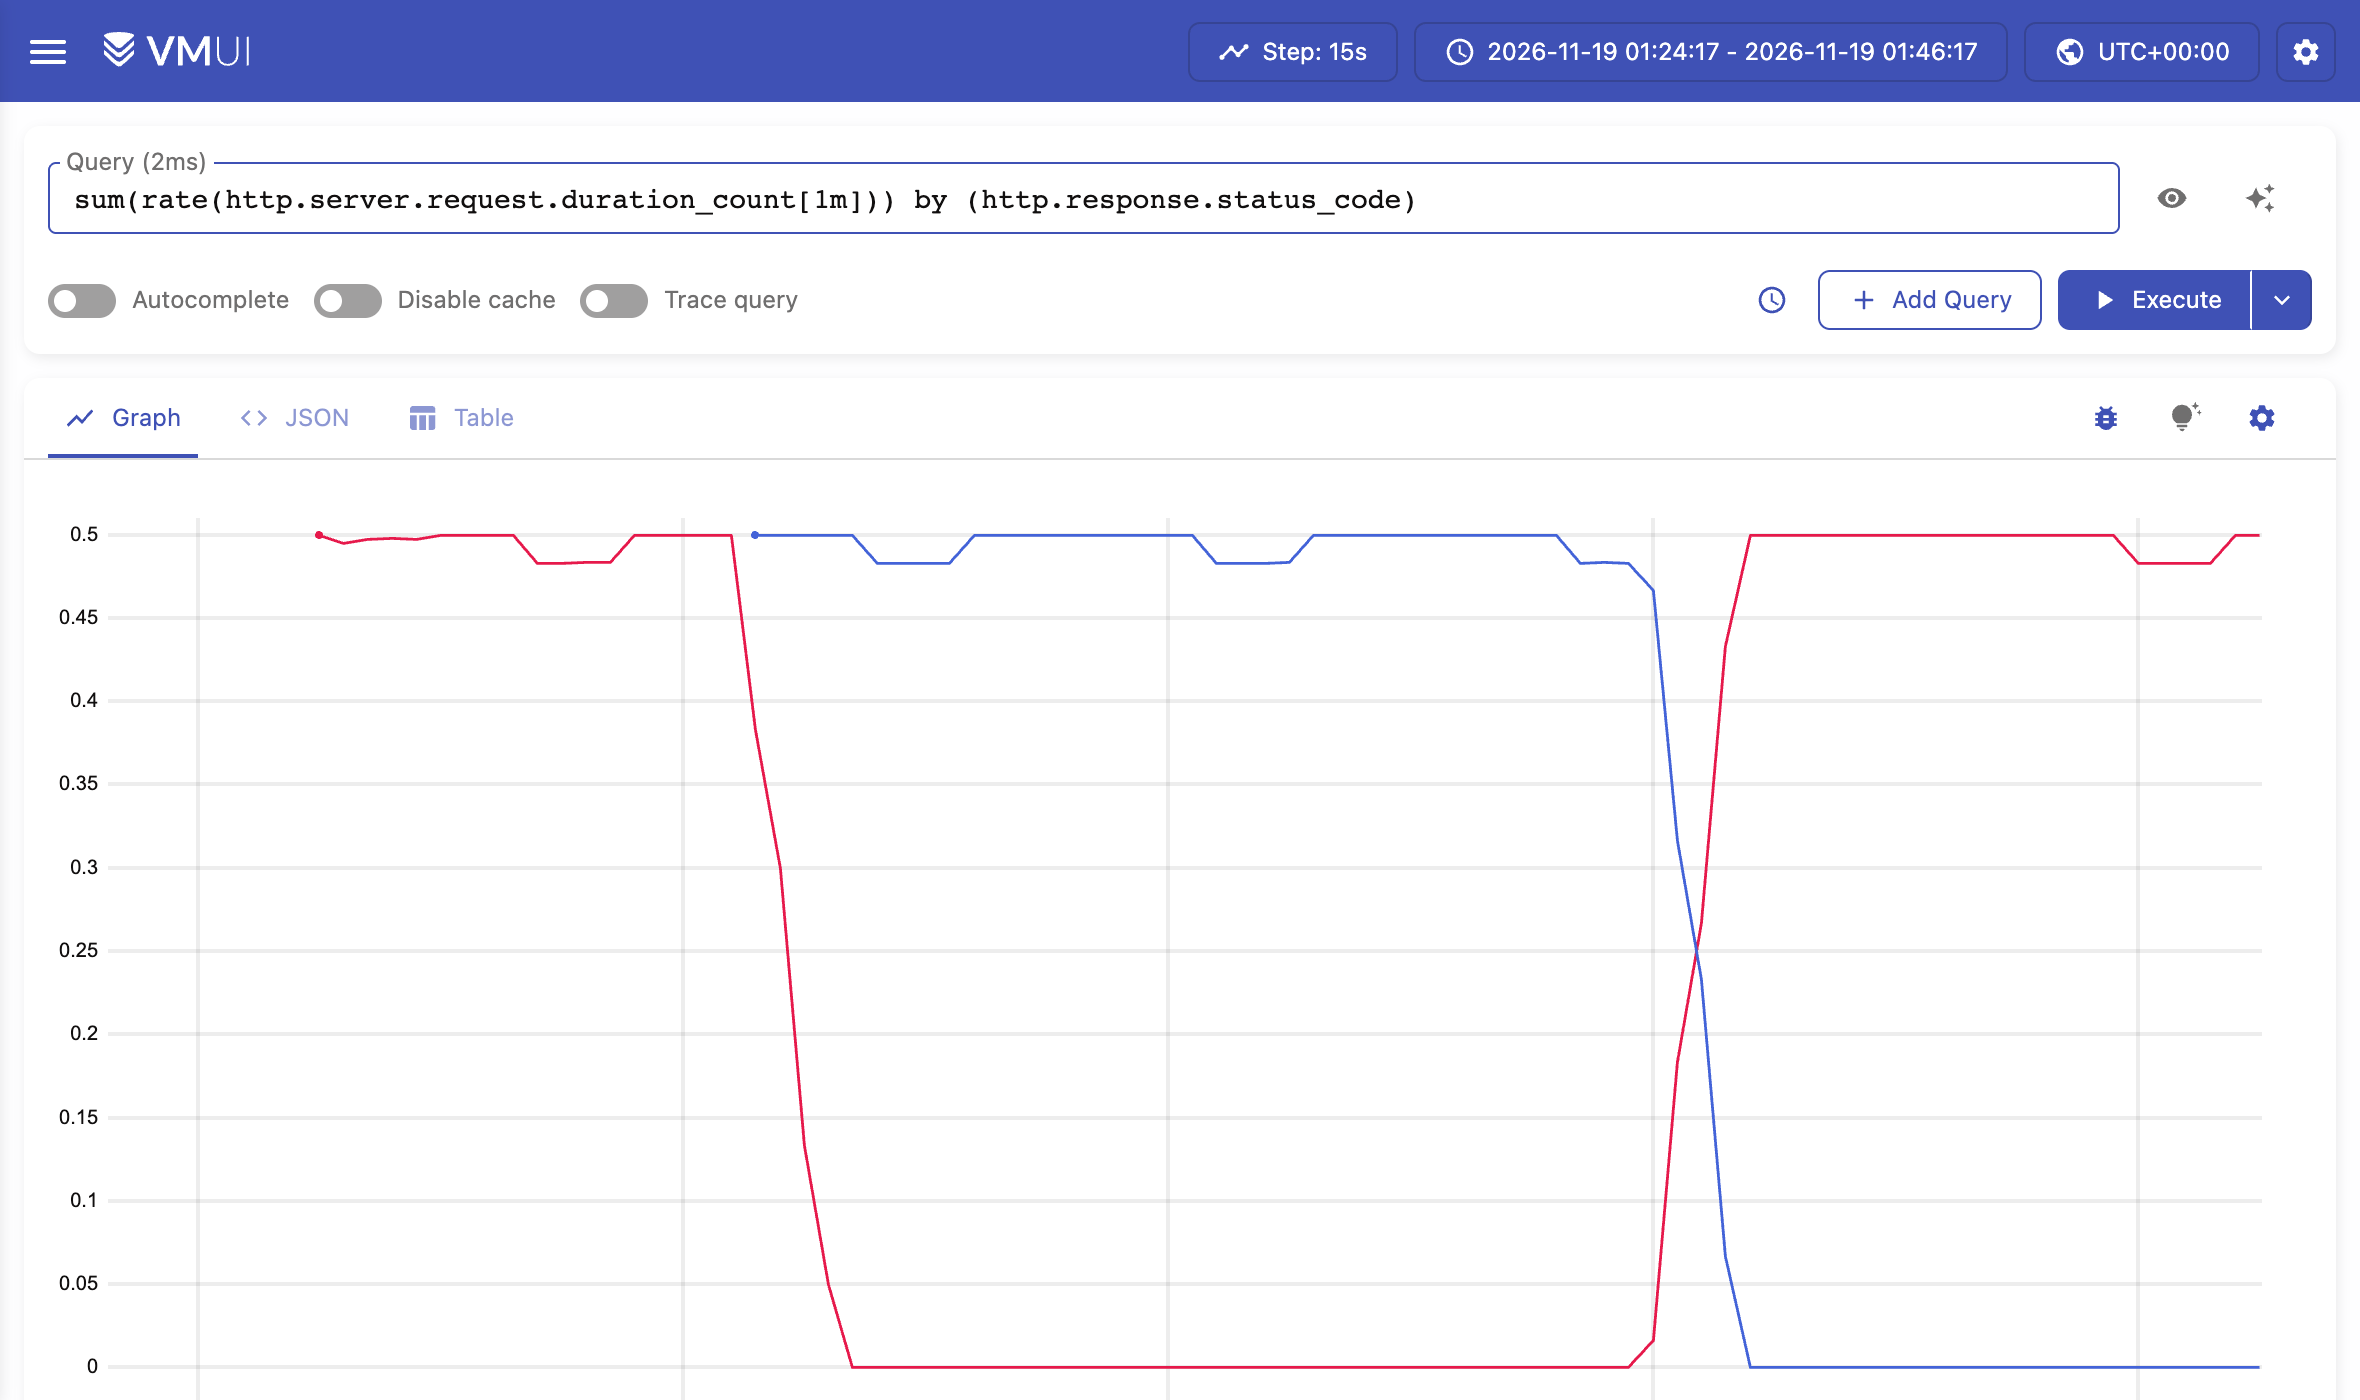 VMUI
Step: 15s
2026-11-19 01:24:17 - 2026-11-19 01:46:17
UTC+00:00
Query (2ms)
sum(rate(http.server.request.duration_count[1m])) by (http.response.status_code)
Autocomplete
Disable cache
Trace query
Add Query
Execute
Graph
JSON
Table
0.5
0.45
0.4
0.35
0.3
0.25
0.2
0.15
0.1
0.05
0